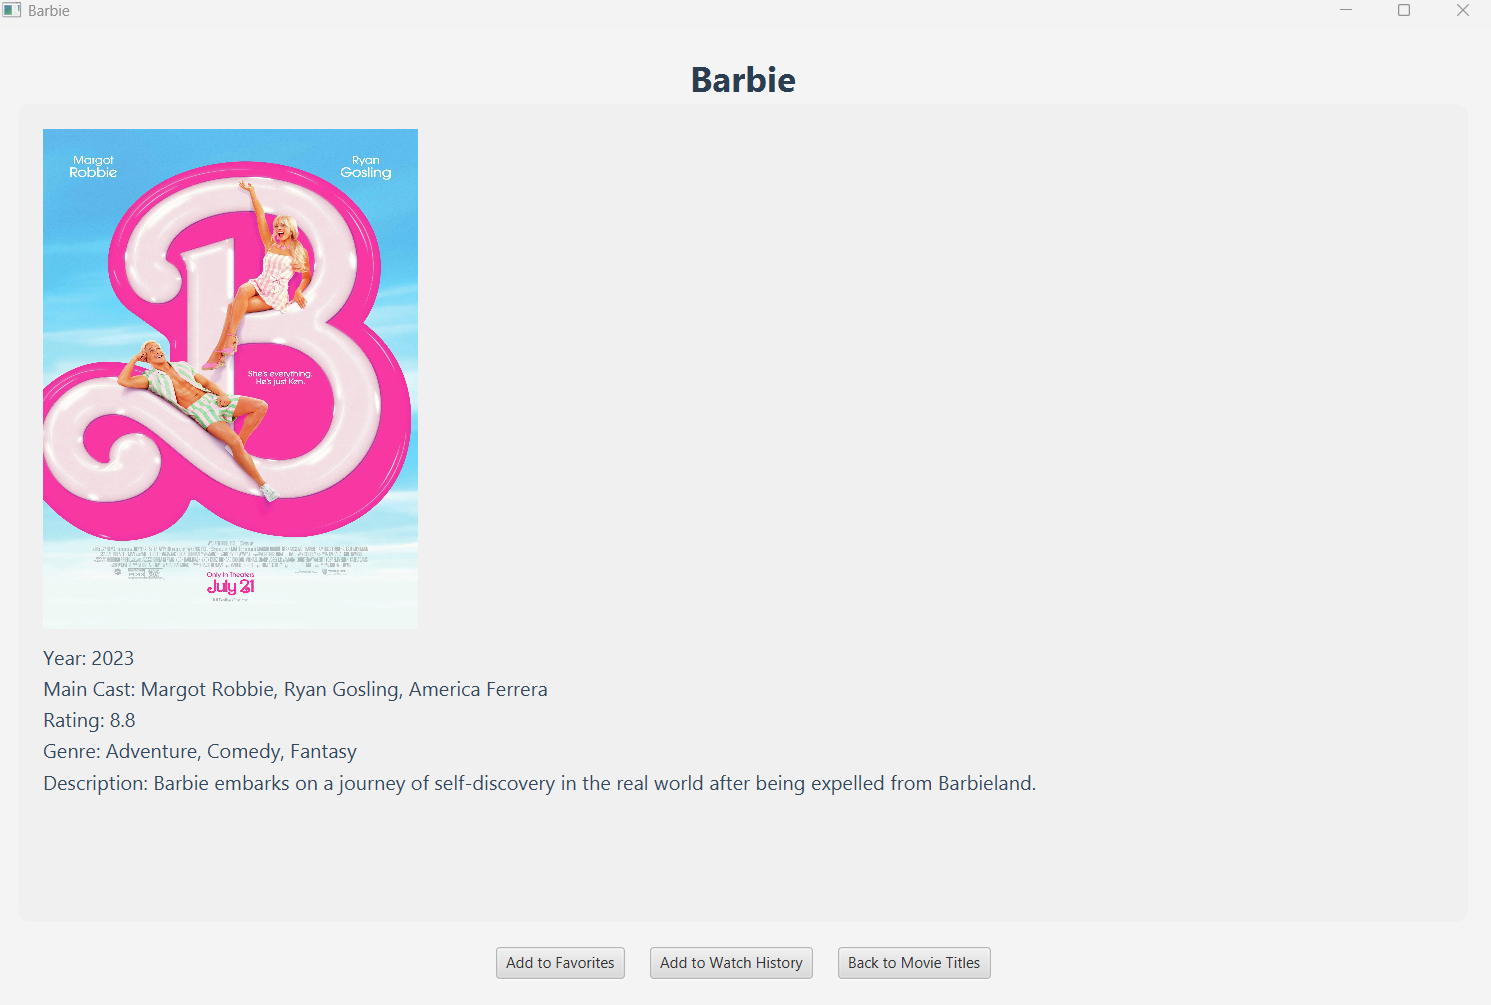 Barbie
Barbie
Margot
Robbie
Ryan
Gosling
She's everything.
He's just Ken.
Only In Theaters
July 21
Year: 2023
Main Cast: Margot Robbie, Ryan Gosling, America Ferrera
Rating: 8.8
Genre: Adventure, Comedy, Fantasy
Description: Barbie embarks on a journey of self-discovery in the real world after being expelled from Barbieland.
Add to Favorites
Add to Watch History
Back to Movie Titles